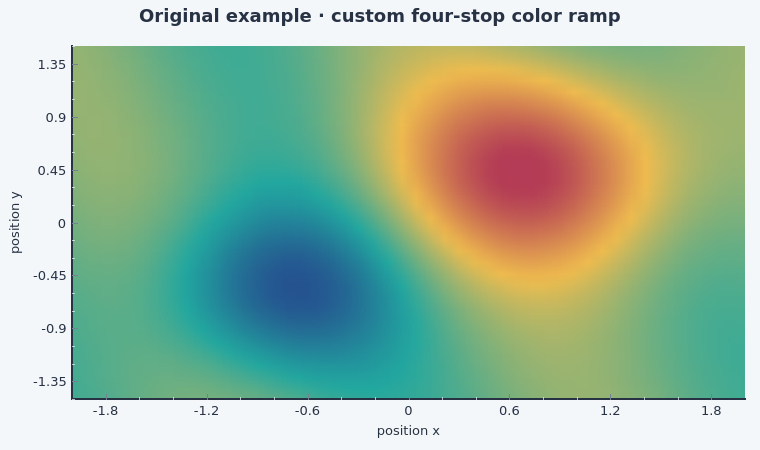 Original example · custom four-stop color ramp
1.35
0.9
0.45
0
-0.45
-0.9
-1.35
position y
-1.8 -1.2 -0.6 0 0.6 1.2 1.8
position x